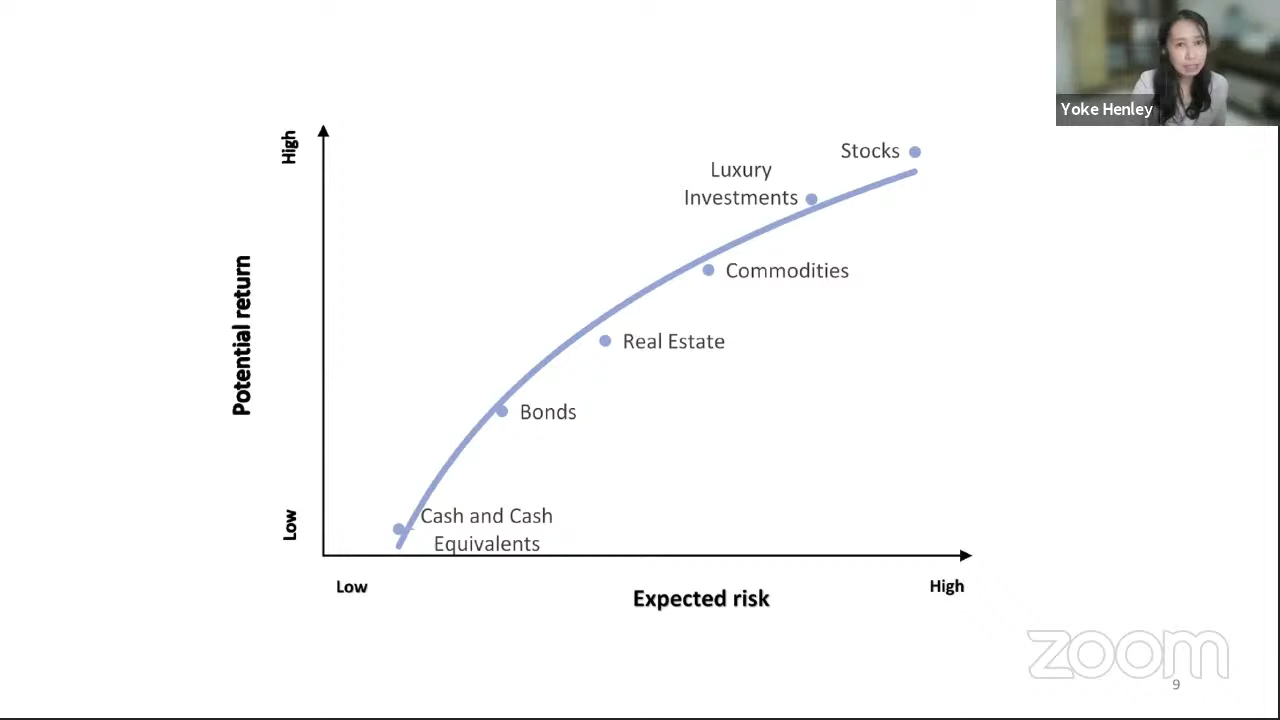 Yoke Henley
High
Stocks
Luxury
Investments
Commodities
Potential return
Real Estate
Bonds
Low
Cash and Cash
Equivalents
Low
High
Expected risk
zoom
9